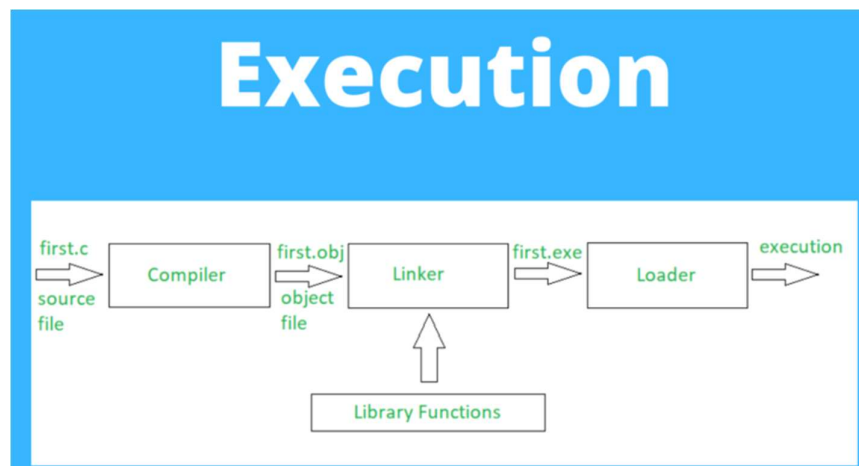 Execution
first.c
source
file
Compiler
first.obj
object
file
Linker
first.exe
Loader
execution
Library Functions